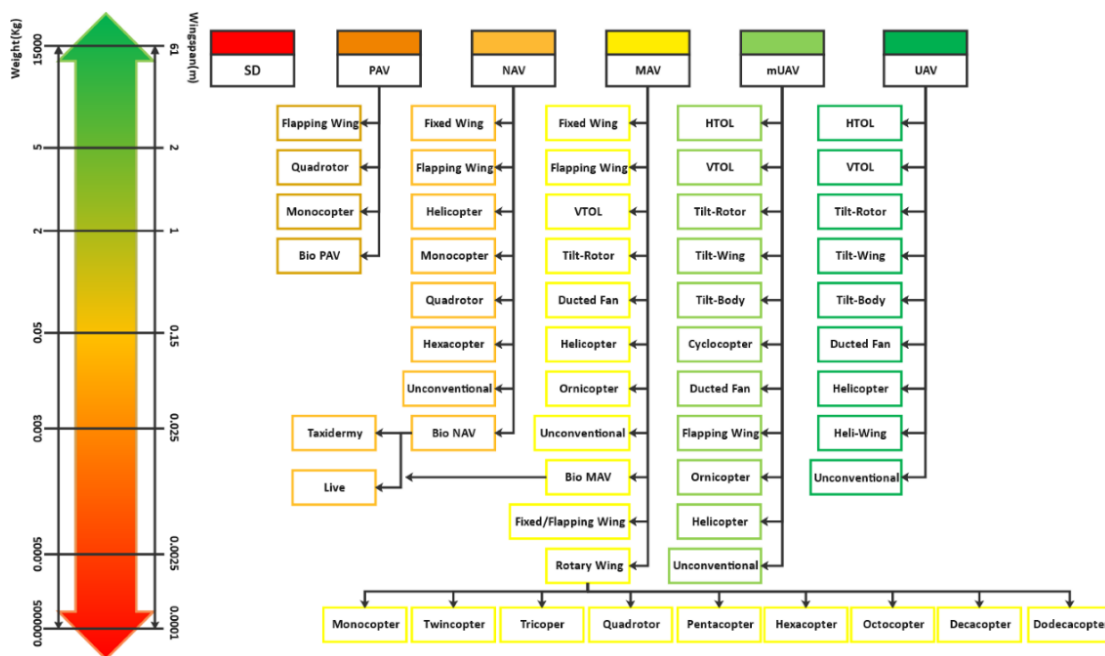 Weight(Kg)
Wingspan(m)
15000
61
5
2
2
1
0.05
0.15
0.003
0.025
0.0005
0.0025
0.000005
0.0001
SD
PAV
NAV
MAV
mUAV
UAV
Flapping Wing
Quadrotor
Monocopter
Bio PAV
Fixed Wing
Flapping Wing
Helicopter
Monocopter
Quadrotor
Hexacopter
Unconventional
Bio NAV
Taxidermy
Live
Fixed Wing
Flapping Wing
VTOL
Tilt-Rotor
Ducted Fan
Helicopter
Ornicopter
Unconventional
Bio MAV
Fixed/Flapping Wing
Rotary Wing
HTOL
VTOL
Tilt-Rotor
Tilt-Wing
Tilt-Body
Cyclocopter
Ducted Fan
Flapping Wing
Ornicopter
Helicopter
Unconventional
HTOL
VTOL
Tilt-Rotor
Tilt-Wing
Tilt-Body
Ducted Fan
Helicopter
Heli-Wing
Unconventional
Monocopter
Twincopter
Tricoper
Quadrotor
Pentacopter
Hexacopter
Octocopter
Decacopter
Dodecacopter